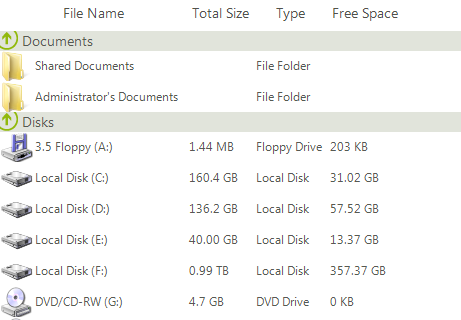 File Name Total Size Type Free Space
Documents
Shared Documents File Folder
Administrator's Documents File Folder
Disks
3.5 Floppy (A:) 1.44 MB Floppy Drive 203 KB
Local Disk (C:) 160.4 GB Local Disk 31.02 GB
Local Disk (D:) 136.2 GB Local Disk 57.52 GB
Local Disk (E:) 40.00 GB Local Disk 13.37 GB
Local Disk (F:) 0.99 TB Local Disk 357.37 GB
DVD/CD-RW (G:) 4.7 GB DVD Drive 0 KB